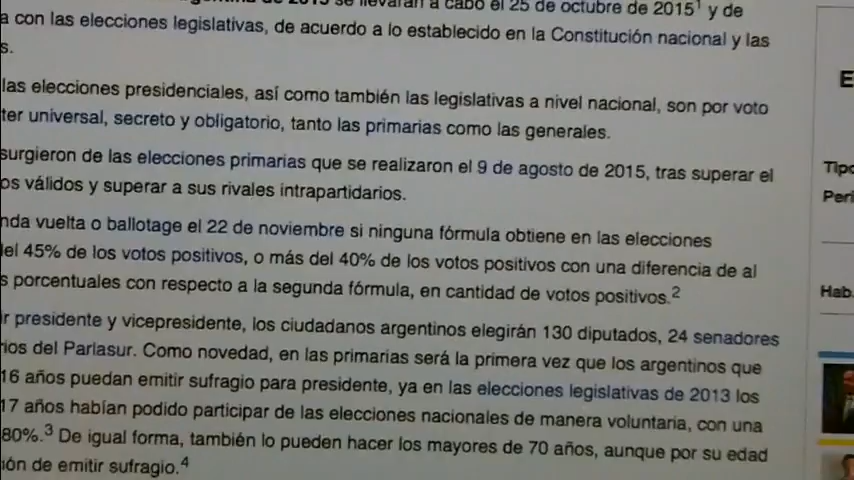 se llevarán a cabo el 25 de octubre de 2015¹ y de
a con las elecciones legislativas, de acuerdo a lo establecido en la Constitución nacional y las
s.
las elecciones presidenciales, así como también las legislativas a nivel nacional, son por voto
ter universal, secreto y obligatorio, tanto las primarias como las generales.
surgieron de las elecciones primarias que se realizaron el 9 de agosto de 2015, tras superar el
os válidos y superar a sus rivales intrapartidarios.
nda vuelta o ballotage el 22 de noviembre si ninguna fórmula obtiene en las elecciones
del 45% de los votos positivos, o más del 40% de los votos positivos con una diferencia de al
s porcentuales con respecto a la segunda fórmula, en cantidad de votos positivos.²
ir presidente y vicepresidente, los ciudadanos argentinos elegirán 130 diputados, 24 senadores
rios del Parlasur. Como novedad, en las primarias será la primera vez que los argentinos que
16 años puedan emitir sufragio para presidente, ya en las elecciones legislativas de 2013 los
17 años habían podido participar de las elecciones nacionales de manera voluntaria, con una
80%.³ De igual forma, también lo pueden hacer los mayores de 70 años, aunque por su edad
ión de emitir sufragio.⁴
E
Tipo
Peri
Hab.